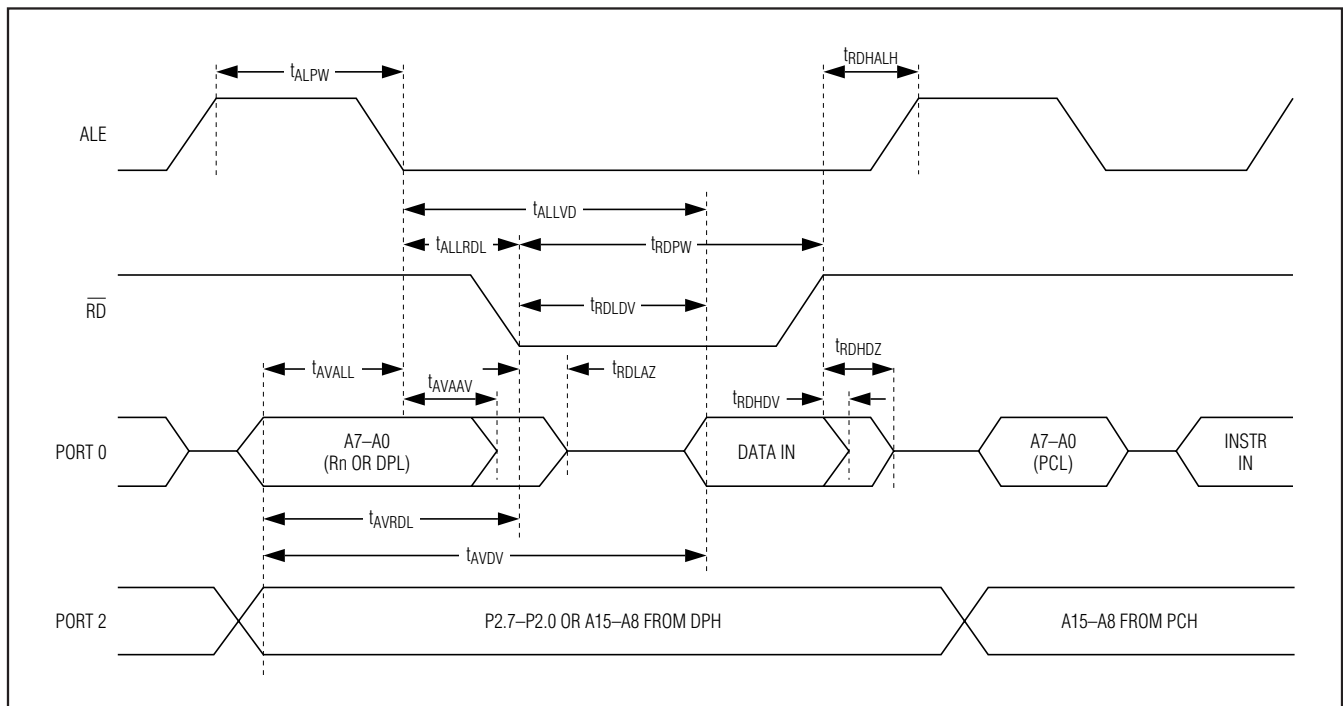 tALPW
tRDHALH
ALE
tALLVD
tALLRDL
tRDPW
RD
tRDLDV
tAVALL
tAVAAV
tRDLAZ
tRDHDZ
tRDHDV
PORT 0
A7–A0
(Rn OR DPL)
DATA IN
A7–A0
(PCL)
INSTR
IN
tAVRDL
tAVDV
PORT 2
P2.7–P2.0 OR A15–A8 FROM DPH
A15–A8 FROM PCH